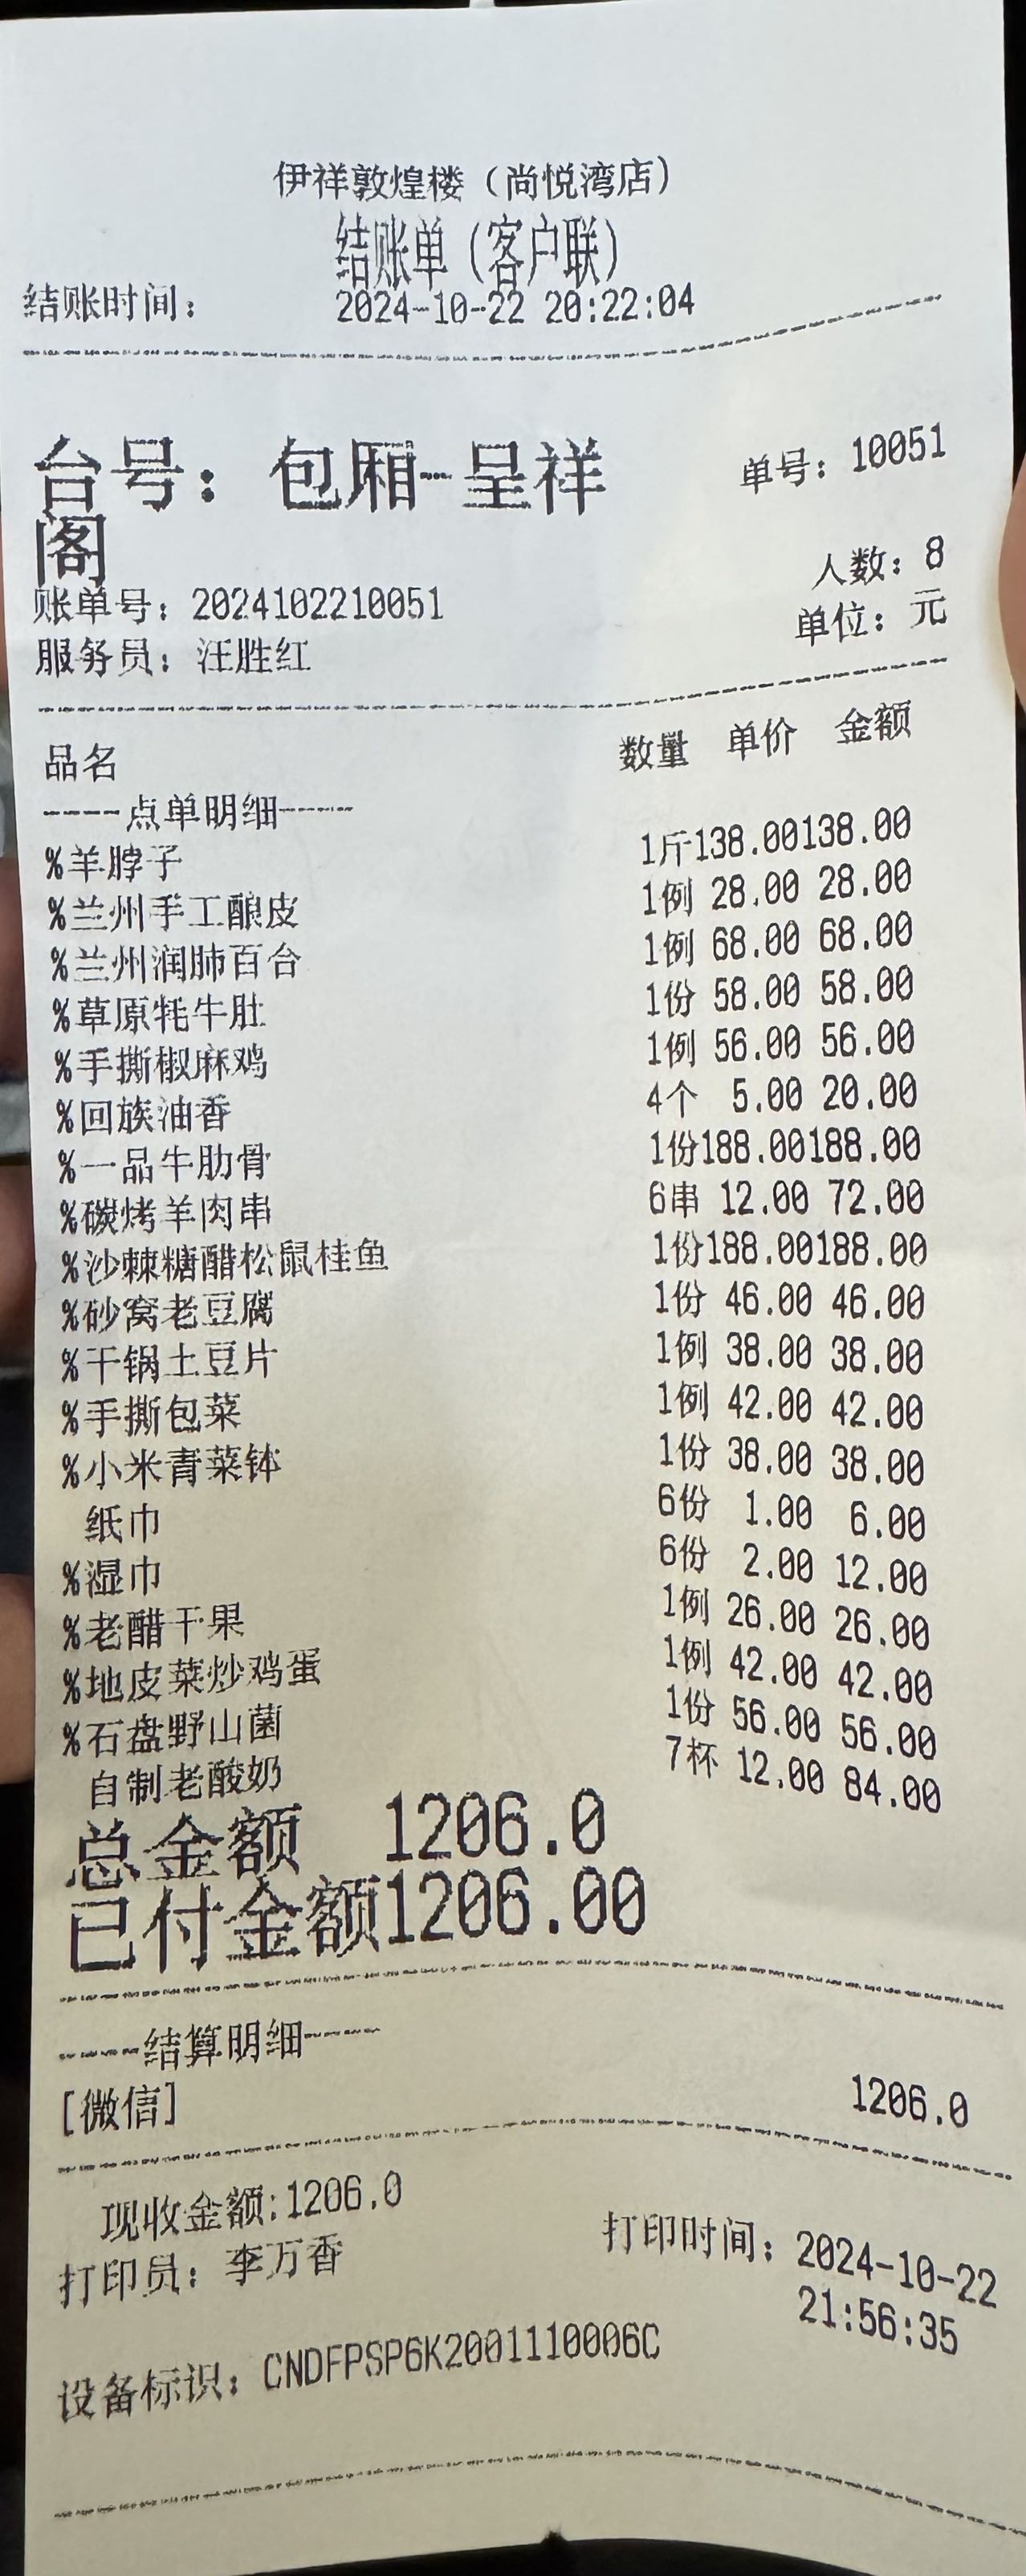 伊祥敦煌楼（尚悦湾店）
结账单（客户联）
结账时间： 2024-10-22 20:22:04
台号：包厢-呈祥阁 单号：10051
人数：8
账单号：2024102210051 单位：元
服务员：汪胜红
品名 数量 单价 金额
----点单明细----
%羊脖子 1斤138.00138.00
%兰州手工酿皮 1例 28.00 28.00
%兰州润肺百合 1例 68.00 68.00
%草原牦牛肚 1份 58.00 58.00
%手撕椒麻鸡 1例 56.00 56.00
%回族油香 4个 5.00 20.00
%一品牛肋骨 1份188.00188.00
%碳烤羊肉串 6串 12.00 72.00
%沙棘糖醋松鼠桂鱼 1份188.00188.00
%砂窝老豆腐 1份 46.00 46.00
%干锅土豆片 1例 38.00 38.00
%手撕包菜 1例 42.00 42.00
%小米青菜钵 1份 38.00 38.00
纸巾 6份 1.00 6.00
%湿巾 6份 2.00 12.00
%老醋干果 1例 26.00 26.00
%地皮菜炒鸡蛋 1例 42.00 42.00
%石盘野山菌 1份 56.00 56.00
自制老酸奶 7杯 12.00 84.00
总金额 1206.0
已付金额1206.00
----结算明细----
[微信] 1206.0
现收金额:1206.0
打印员：李万香 打印时间：2024-10-22
21:56:35
设备标识：CNDFPSP6K2001110006C